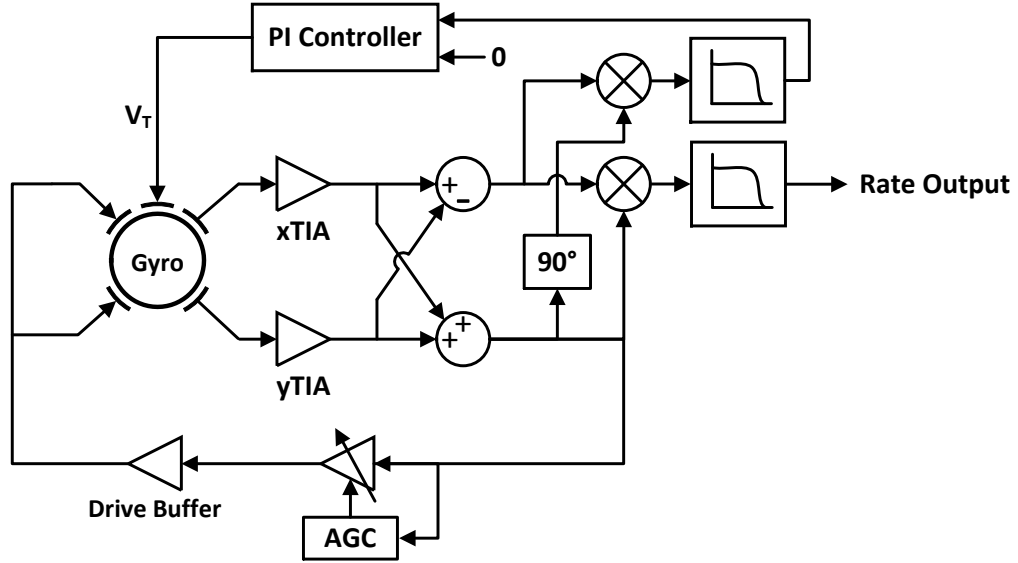 PI Controller
0
V_T
xTIA
+
-
Rate Output
Gyro
90°
yTIA
+
+
Drive Buffer
AGC